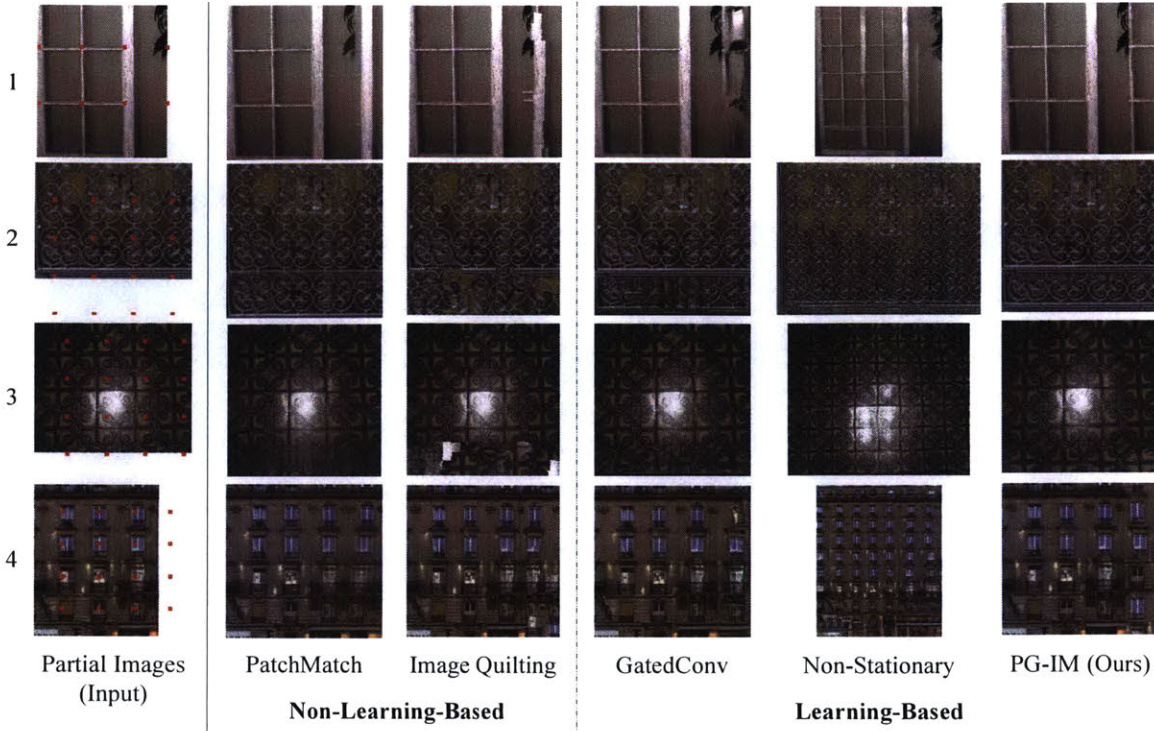 1
2
3
4
Partial Images
(Input)
PatchMatch
Image Quilting
GatedConv
Non-Stationary
PG-IM (Ours)
Non-Learning-Based
Learning-Based